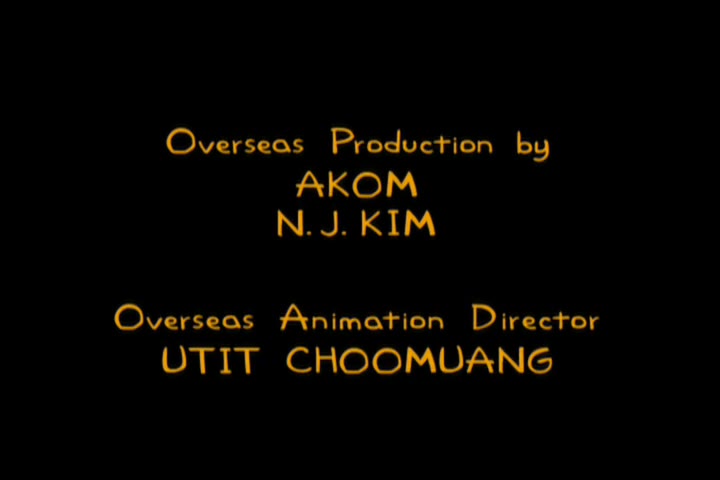 Overseas Production by
AKOM
N.J. KIM
Overseas Animation Director
UTIT CHOOMUANG